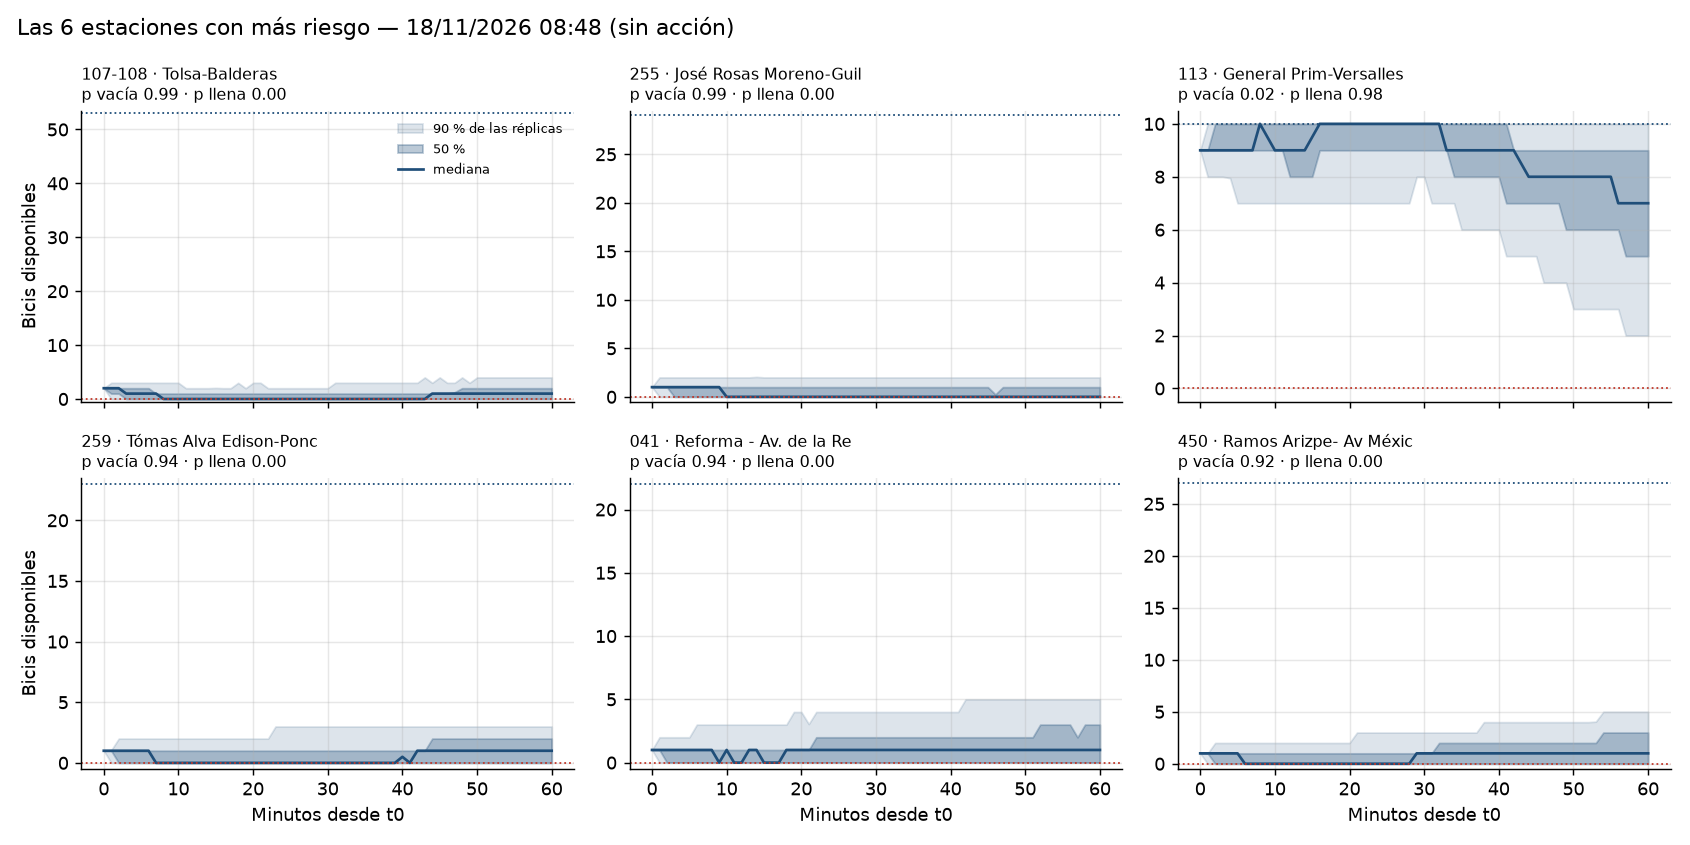 Las 6 estaciones con más riesgo — 18/11/2026 08:48 (sin acción)
107-108 · Tolsa-Balderas
p vacía 0.99 · p llena 0.00
50
40
30
20
10
0
Bicis disponibles
90 % de las réplicas
50 %
mediana
255 · José Rosas Moreno-Guil
p vacía 0.99 · p llena 0.00
25
20
15
10
5
0
113 · General Prim-Versalles
p vacía 0.02 · p llena 0.98
10
8
6
4
2
0
259 · Tómas Alva Edison-Ponc
p vacía 0.94 · p llena 0.00
20
15
10
5
0
Bicis disponibles
0 10 20 30 40 50 60
Minutos desde t0
041 · Reforma - Av. de la Re
p vacía 0.94 · p llena 0.00
20
15
10
5
0
0 10 20 30 40 50 60
Minutos desde t0
450 · Ramos Arizpe- Av Méxic
p vacía 0.92 · p llena 0.00
25
20
15
10
5
0
0 10 20 30 40 50 60
Minutos desde t0